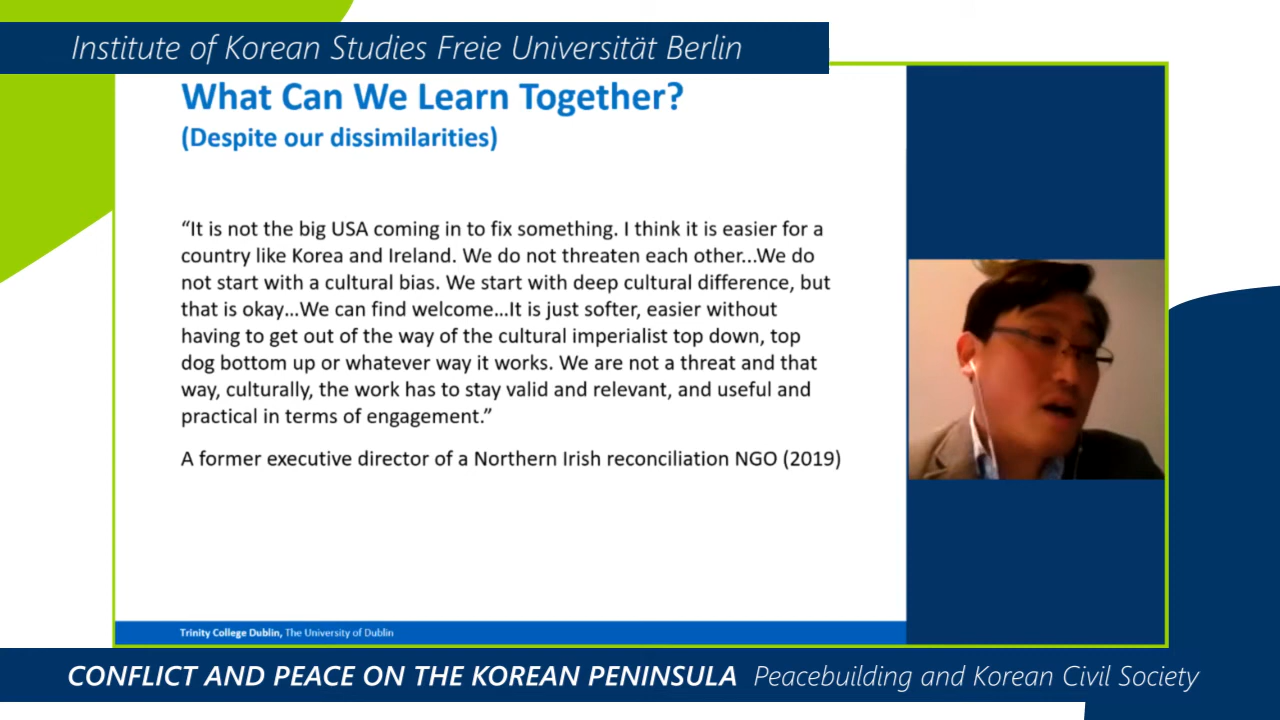 Institute of Korean Studies Freie Universität Berlin
What Can We Learn Together?
(Despite our dissimilarities)
“It is not the big USA coming in to fix something. I think it is easier for a
country like Korea and Ireland. We do not threaten each other...We do
not start with a cultural bias. We start with deep cultural difference, but
that is okay...We can find welcome...It is just softer, easier without
having to get out of the way of the cultural imperialist top down, top
dog bottom up or whatever way it works. We are not a threat and that
way, culturally, the work has to stay valid and relevant, and useful and
practical in terms of engagement.”
A former executive director of a Northern Irish reconciliation NGO (2019)
Trinity College Dublin, The University of Dublin
CONFLICT AND PEACE ON THE KOREAN PENINSULA Peacebuilding and Korean Civil Society